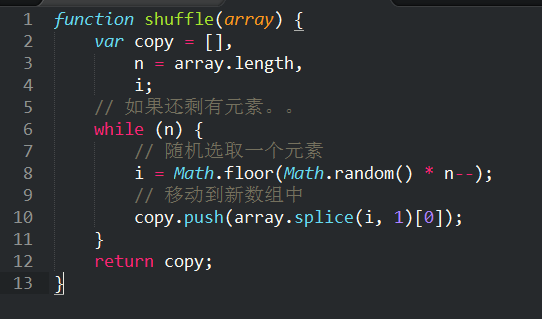 1 function shuffle(array) {
2     var copy = [],
3         n = array.length,
4         i;
5     // 如果还剩有元素。。
6     while (n) {
7         // 随机选取一个元素
8         i = Math.floor(Math.random() * n--);
9         // 移动到新数组中
10         copy.push(array.splice(i, 1)[0]);
11     }
12     return copy;
13 }